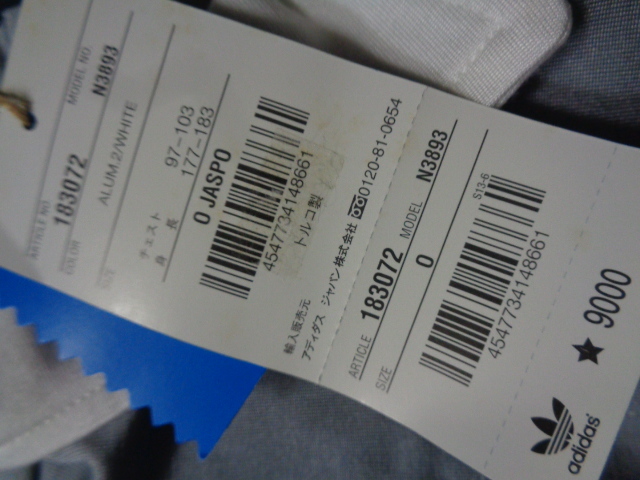 ARTICLE NO. MODEL NO.
183072 N3893
COLOR
ALUM.2/WHITE
SIZE
チェスト 97-103
身 長 177-183
O JASPO
4547734148661
トルコ製
輸入販売元
アディダス ジャパン株式会社 0120-81-0654
ARTICLE 183072 MODEL N3893
SIZE O
S13-6
4547734148661
★ 9000
adidas